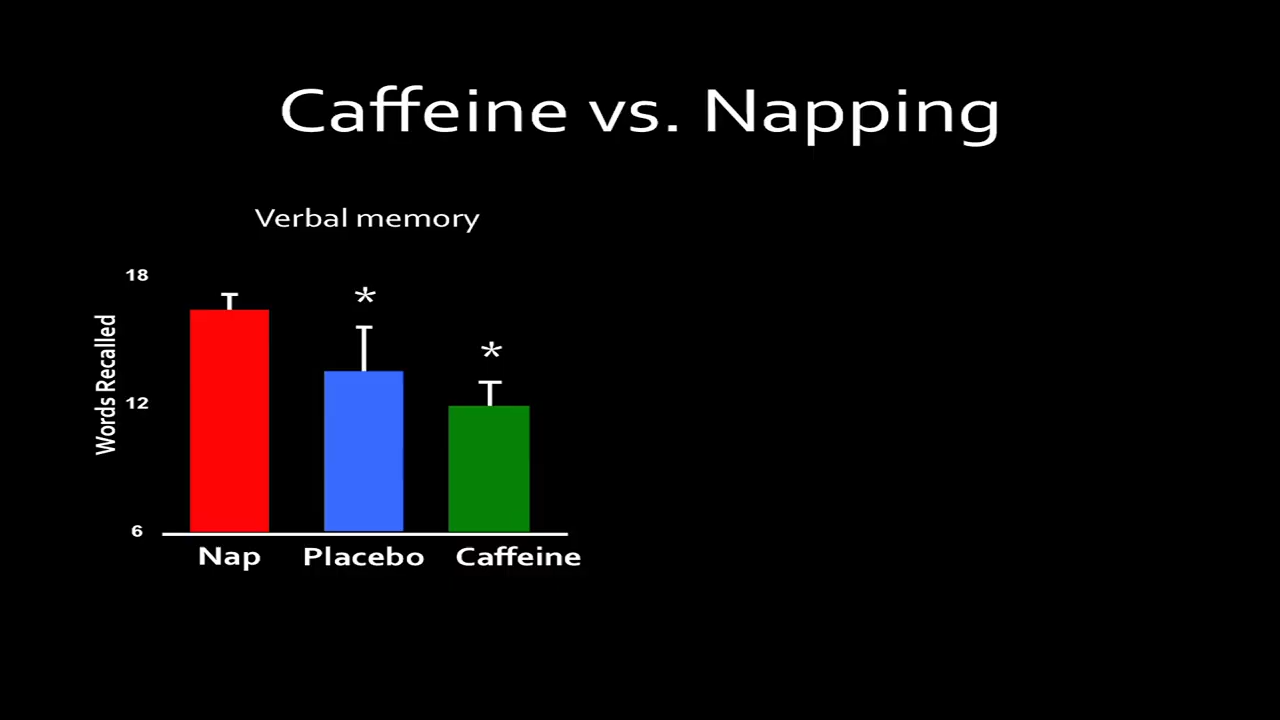 Caffeine vs. Napping
Verbal memory
18
12
6
Words Recalled
*
*
Nap
Placebo
Caffeine